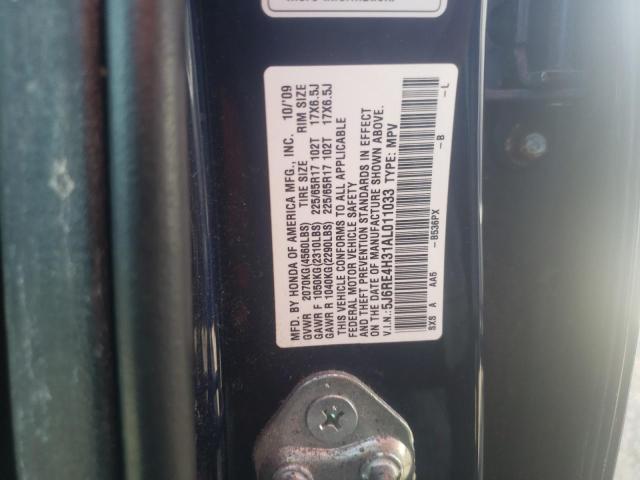 more information.
MFD. BY HONDA OF AMERICA MFG., INC. 10/'09
GVWR 2070KG(4560LBS) TIRE SIZE RIM SIZE
GAWR F 1050KG(2310LBS) 225/65R17 102T 17X6.5J
GAWR R 1040KG(2290LBS) 225/65R17 102T 17X6.5J
THIS VEHICLE CONFORMS TO ALL APPLICABLE
FEDERAL MOTOR VEHICLE SAFETY
THEFT PREVENTION STANDARDS IN EFFECT
ON THE DATE OF MANUFACTURE SHOWN ABOVE.
V.I.N.: 5J6RE4H31AL011033 TYPE: MPV
SXS A AA5 - B536PX - B - L